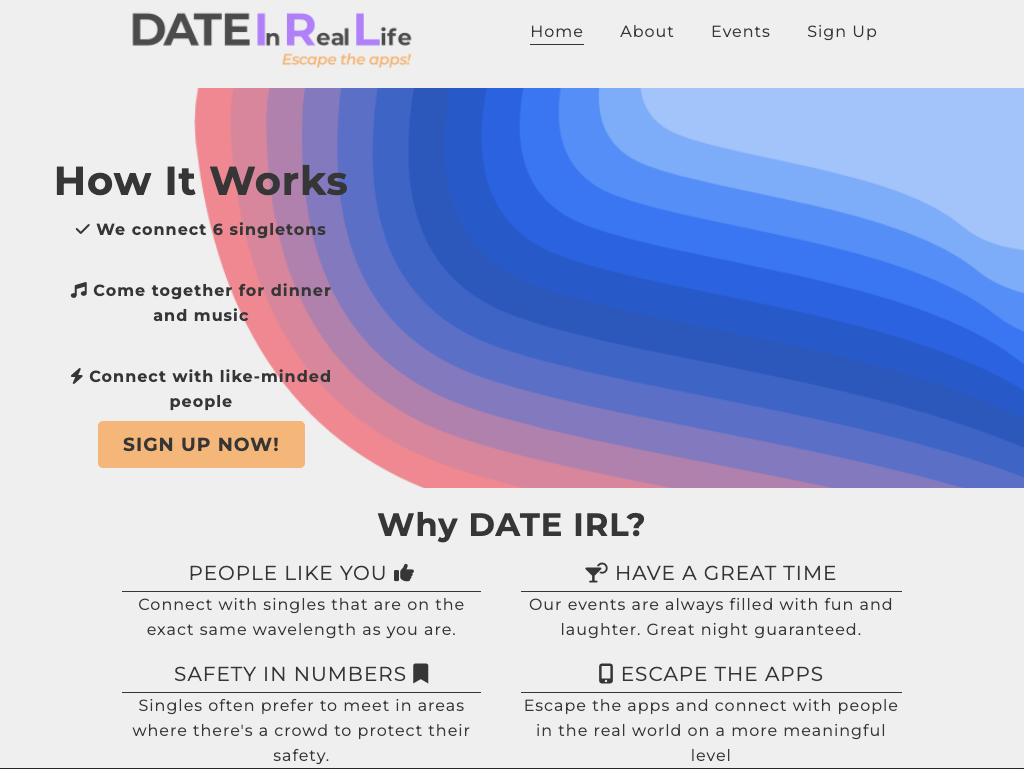 DATE In Real Life
Escape the apps!
Home About Events Sign Up
How It Works
We connect 6 singletons
Come together for dinner
and music
Connect with like-minded
people
SIGN UP NOW!
Why DATE IRL?
PEOPLE LIKE YOU
Connect with singles that are on the
exact same wavelength as you are.
HAVE A GREAT TIME
Our events are always filled with fun and
laughter. Great night guaranteed.
SAFETY IN NUMBERS
Singles often prefer to meet in areas
where there's a crowd to protect their
safety.
ESCAPE THE APPS
Escape the apps and connect with people
in the real world on a more meaningful
level